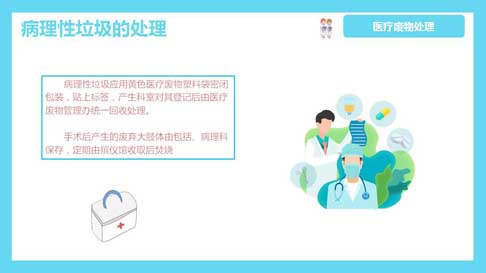 病理性垃圾的处理
医疗废物处理
病理性垃圾应用黄色医疗废物塑料袋密闭
包装，贴上标签，产生科室对其登记后由医疗
废物管理办统一回收处理。
手术后产生的废弃大肢体由包括、病理科
保存，定期由殡仪馆收取后焚烧